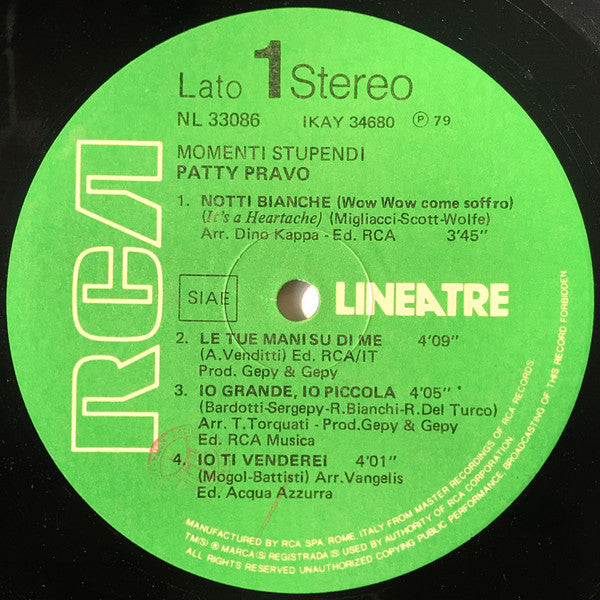 Lato 1 Stereo
NL 33086 IKAY 34680 Ⓟ 79
MOMENTI STUPENDI
PATTY PRAVO
1. NOTTI BIANCHE (Wow Wow come soffro)
(It's a Heartache) (Migliacci-Scott-Wolfe)
Arr. Dino Kappa - Ed. RCA 3'45"
RCA
SIAE
LINEATRE
2. LE TUE MANI SU DI ME 4'09"
(A.Venditti) Ed. RCA/IT
Prod. Gepy & Gepy
3. IO GRANDE, IO PICCOLA 4'05"
(Bardotti-Sergepy-R.Bianchi-R.Del Turco)
Arr. T.Torquati - Prod.Gepy & Gepy
Ed. RCA Musica
4. IO TI VENDEREI 4'01"
(Mogol-Battisti) Arr.Vangelis
Ed. Acqua Azzurra
MANUFACTURED BY RCA SPA, ROME, ITALY FROM MASTER RECORDINGS OF RCA RECORDS
TM(S) ® MARCA(S) REGISTRADA(S) USED BY AUTHORITY OF RCA CORPORATION.
ALL RIGHTS RESERVED UNAUTHORIZED COPYING PUBLIC PERFORMANCE BROADCASTING OF THIS RECORD FORBIDDEN